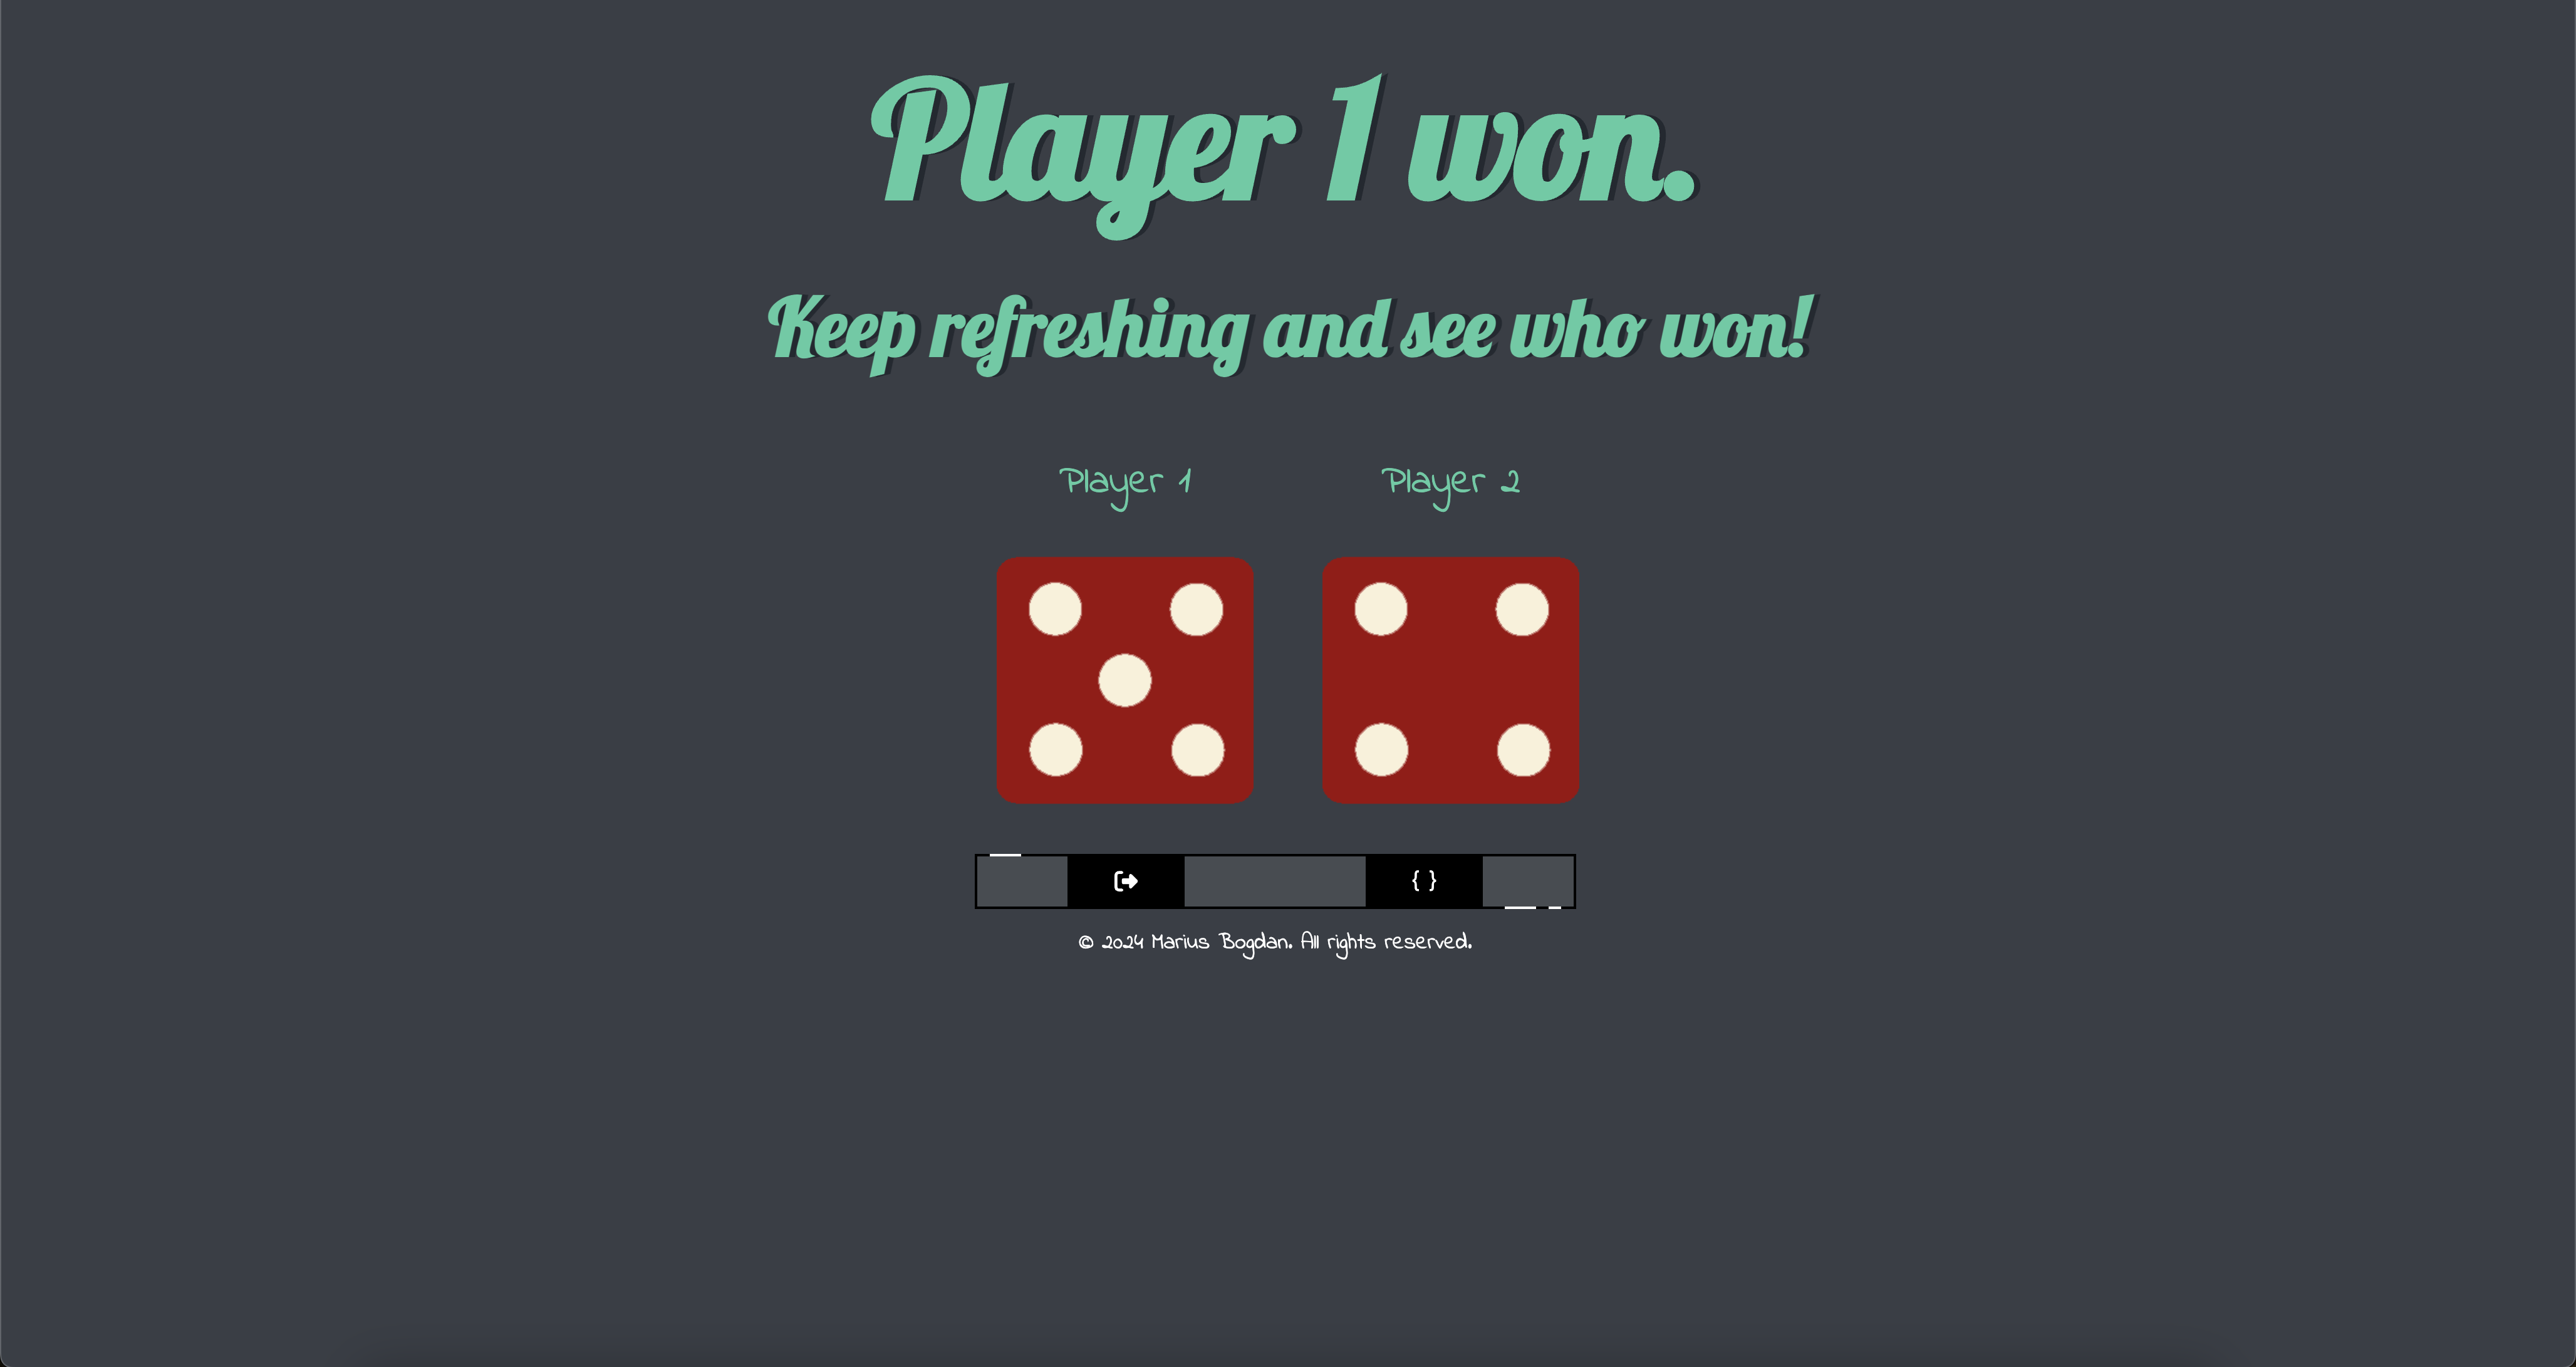 Player 1 won.
Keep refreshing and see who won!
Player 1 Player 2
{ }
© 2024 Marius Bogdan. All rights reserved.